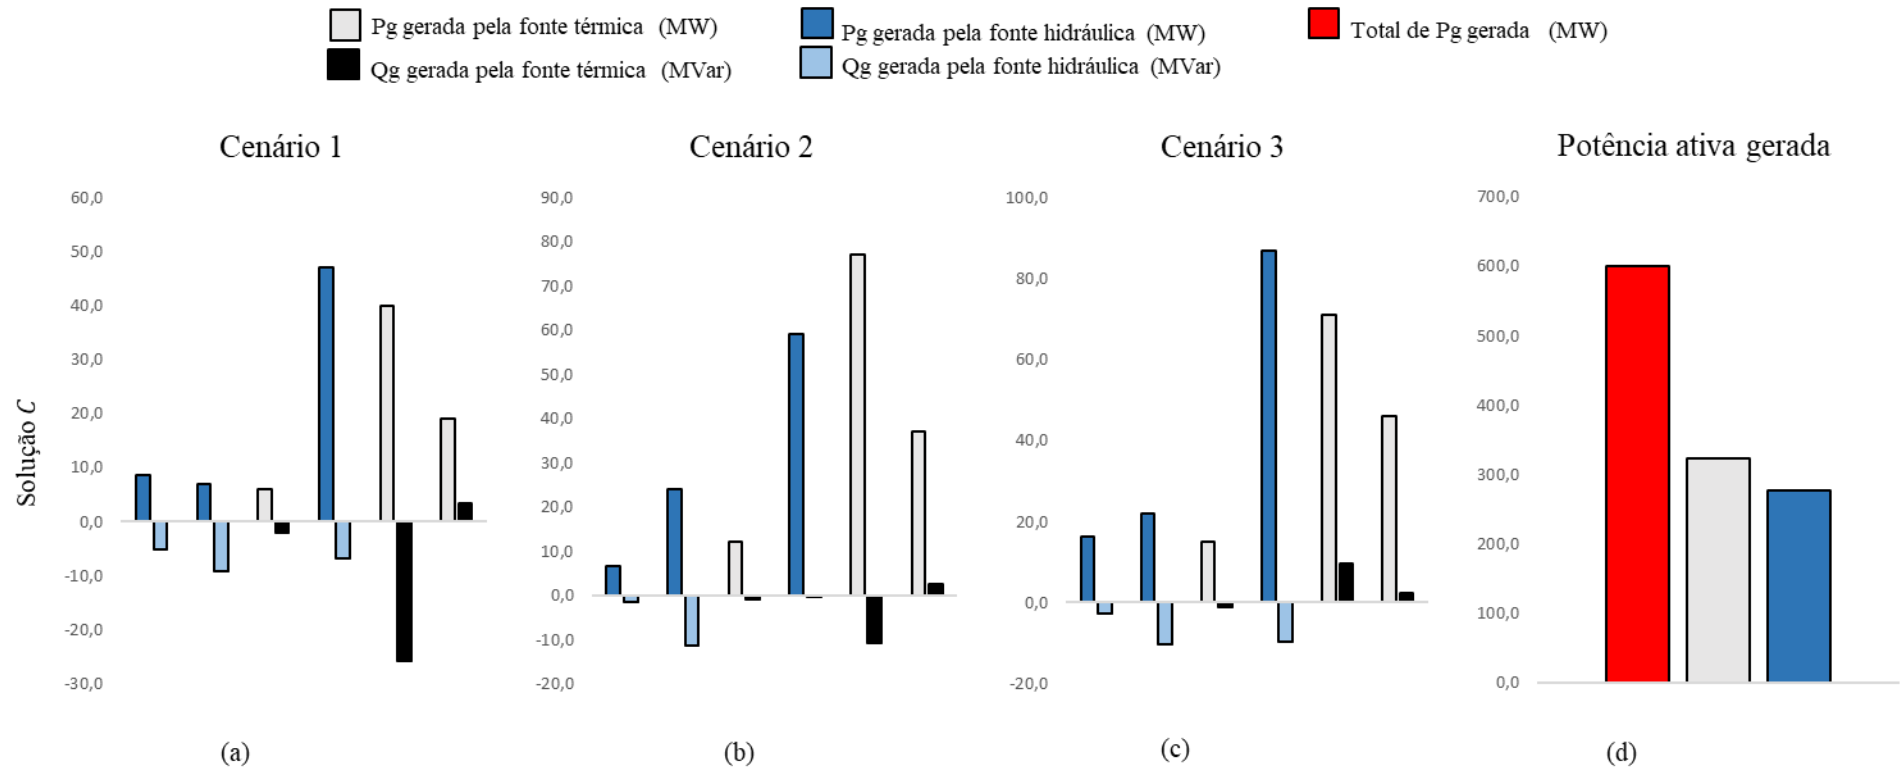 Pg gerada pela fonte térmica (MW)
Pg gerada pela fonte hidráulica (MW)
Total de Pg gerada (MW)
Qg gerada pela fonte térmica (MVar)
Qg gerada pela fonte hidráulica (MVar)
Solução C
Cenário 1
60,0
50,0
40,0
30,0
20,0
10,0
0,0
-10,0
-20,0
-30,0
(a)
Cenário 2
90,0
80,0
70,0
60,0
50,0
40,0
30,0
20,0
10,0
0,0
-10,0
-20,0
(b)
Cenário 3
100,0
80,0
60,0
40,0
20,0
0,0
-20,0
(c)
Potência ativa gerada
700,0
600,0
500,0
400,0
300,0
200,0
100,0
0,0
(d)